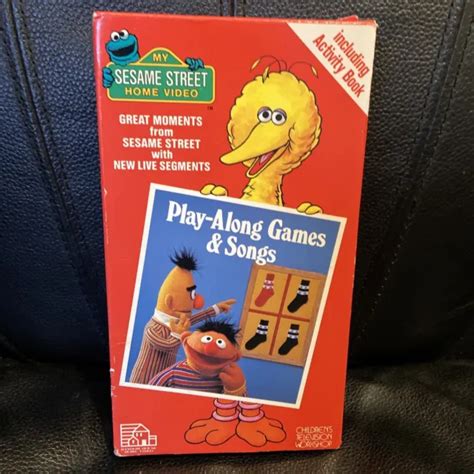 MY
SESAME STREET
HOME VIDEO
TM
including
Activity Book
GREAT MOMENTS
from
SESAME STREET
with
NEW LIVE SEGMENTS
Play-Along Games
& Songs
CHILDREN'S
TELEVISION
WORKSHOP